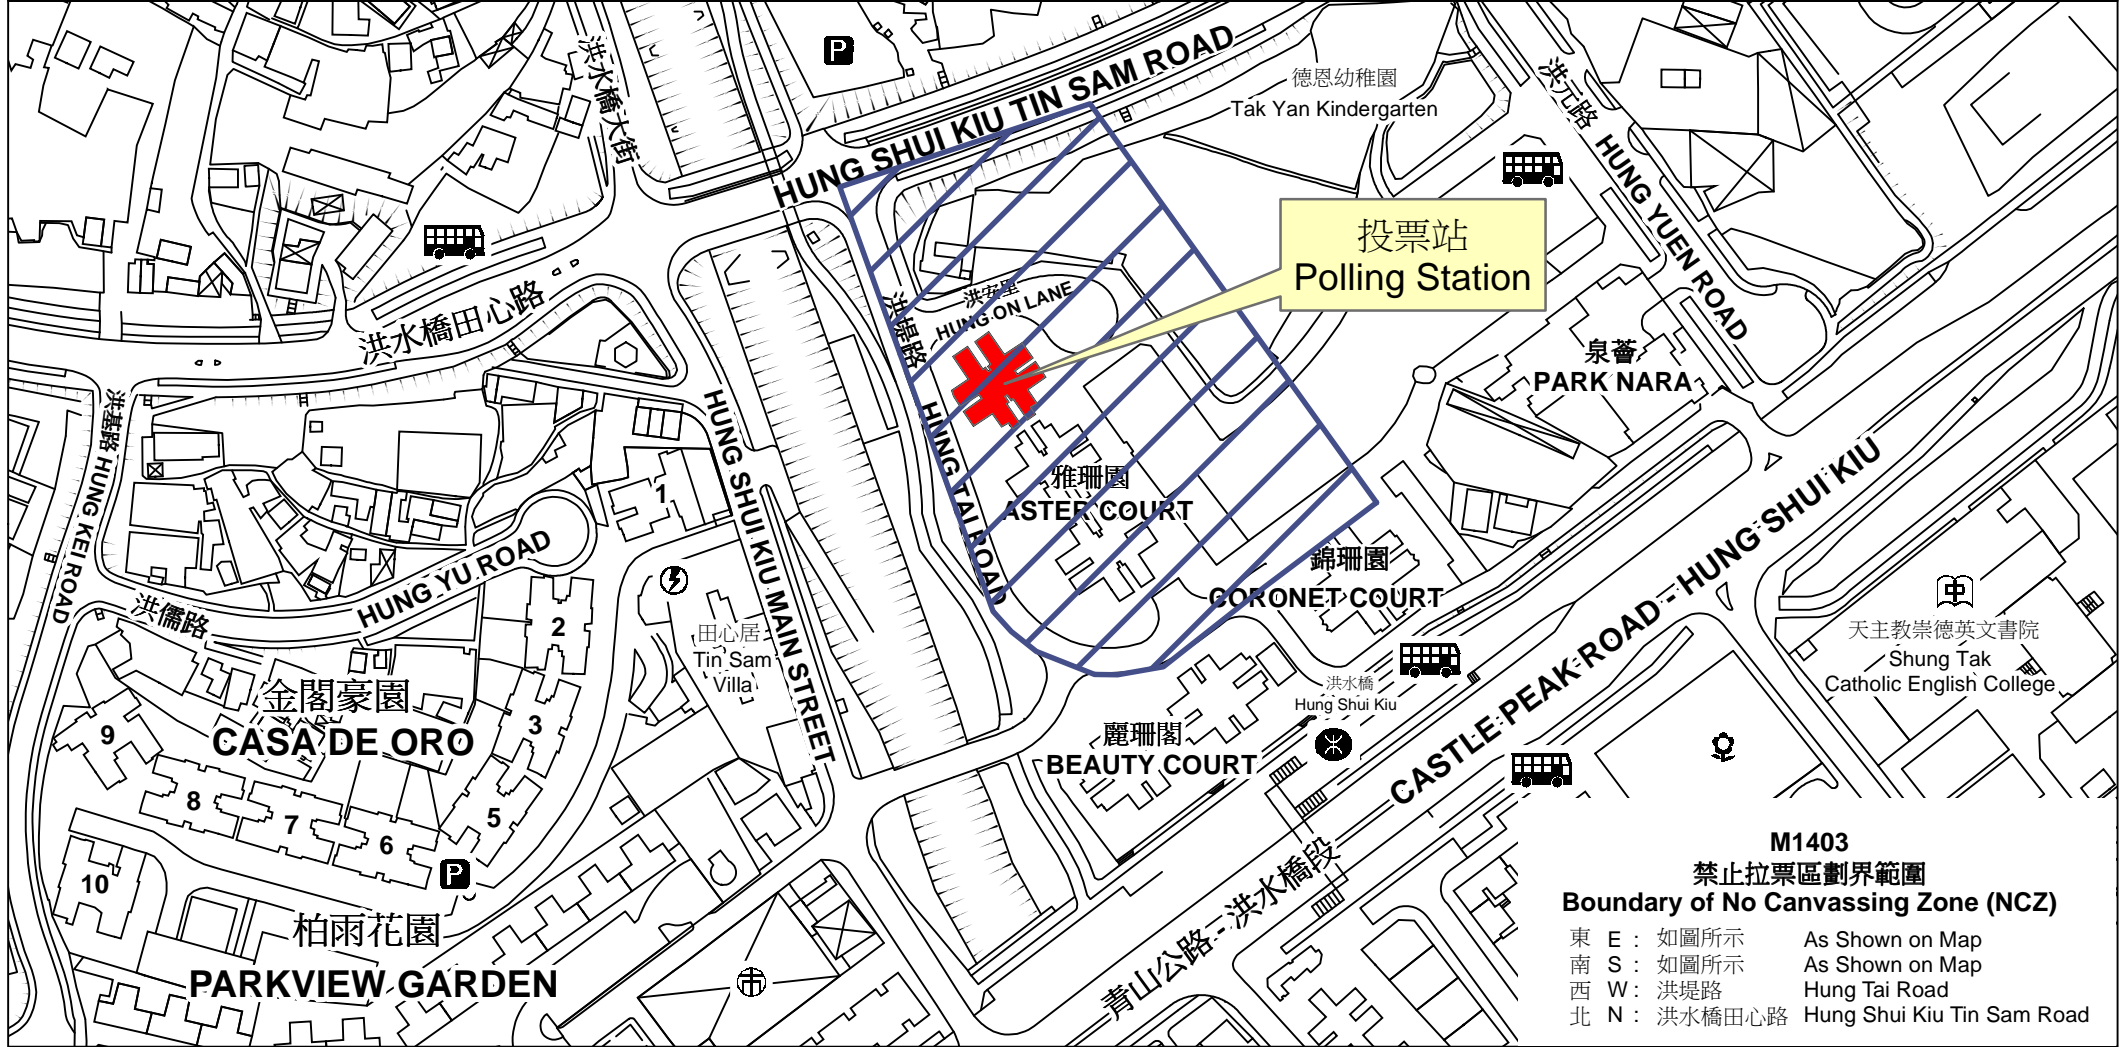 P
洪水橋大街
HUNG SHUI KIU TIN SAM ROAD
德恩幼稚園
Tak Yan Kindergarten
洪元路 HUNG YUEN ROAD
投票站
Polling Station
洪水橋田心路
洪安里
HUNG ON LANE
洪堤路
HUNG TAI ROAD
泉薈
PARK NARA
洪基路 HUNG KEI ROAD
HUNG SHUI KIU MAIN STREET
1
雅珊園
ASTER COURT
錦珊園
CORONET COURT
HUNG YU ROAD
洪儒路
2
田心居
Tin Sam
Villa
CASTLE PEAK ROAD - HUNG SHUI KIU
中
天主教崇德英文書院
Shung Tak
Catholic English College
洪水橋
Hung Shui Kiu
金閣豪園
CASA DE ORO
9
3
麗珊閣
BEAUTY COURT
8
7
6
5
P
10
柏雨花園
PARKVIEW GARDEN
市
青山公路 - 洪水橋段
M1403
禁止拉票區劃界範圍
Boundary of No Canvassing Zone (NCZ)
東 E : 如圖所示 As Shown on Map
南 S : 如圖所示 As Shown on Map
西 W : 洪堤路 Hung Tai Road
北 N : 洪水橋田心路 Hung Shui Kiu Tin Sam Road